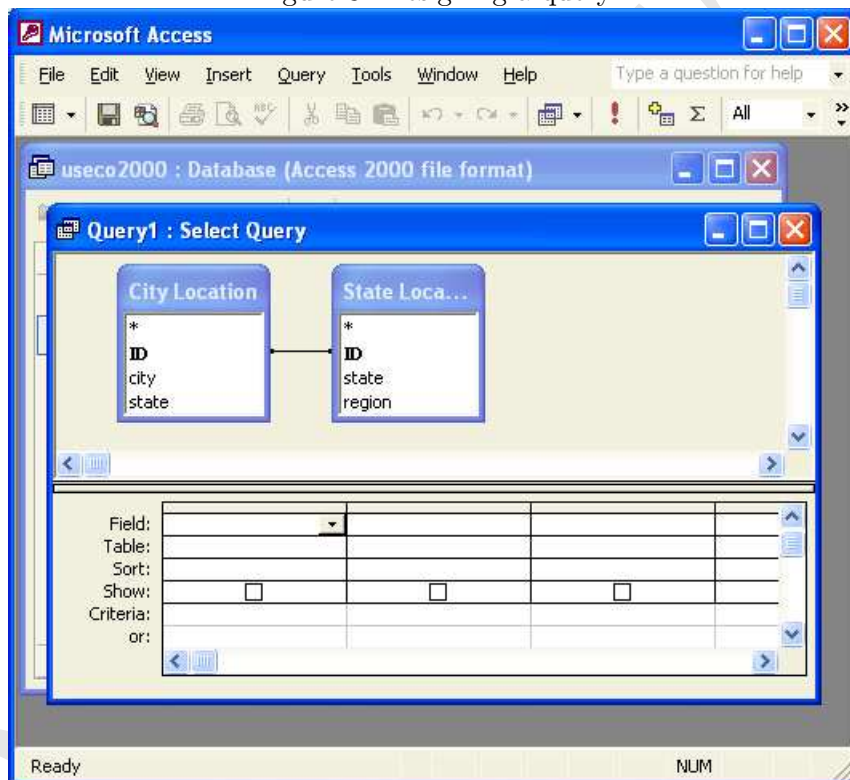 Microsoft Access
File Edit View Insert Query Tools Window Help Type a question for help
All
useco2000 : Database (Access 2000 file format)
Query1 : Select Query
City Location
*
ID
city
state
State Loca...
*
ID
state
region
Field:
Table:
Sort:
Show:
Criteria:
or:
Ready
NUM